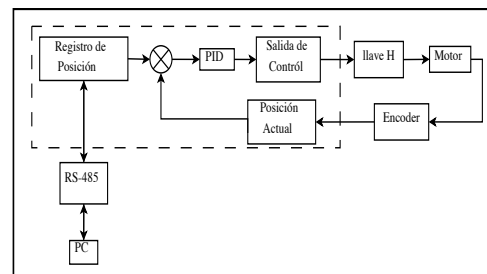 Registro de
Posición
PID
Salida de
Contról
llave H
Motor
Posición
Actual
Encoder
RS-485
PC